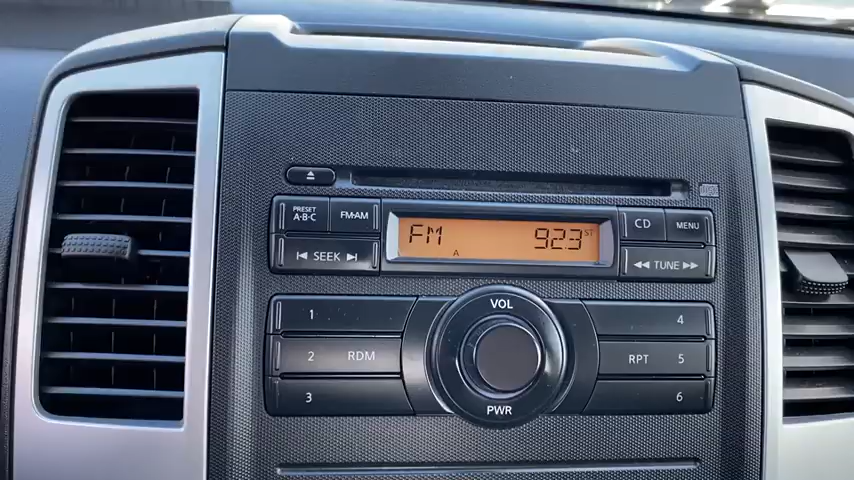 PRESET
A·B·C
FM·AM
SEEK
FM A 923 ST
CD
MENU
TUNE
1
2 RDM
3
VOL
PWR
4
RPT 5
6